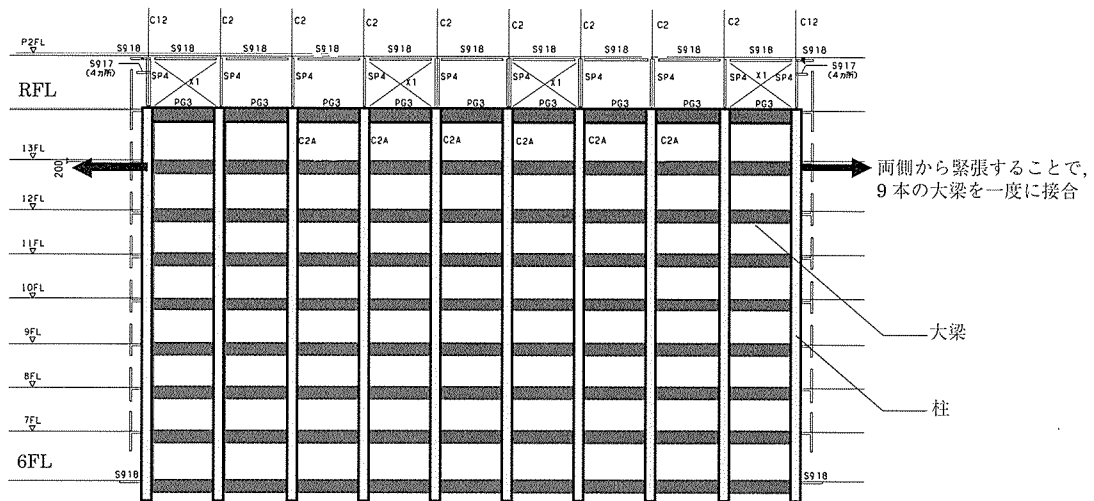 C12 C2 C2 C2 C2 C2 C2 C2 C2 C12
P2FL S918 S918 S918 S918 S918 S918 S918 S918 S918 S918 S918
S917 S917
(4カ所) (4カ所)
SP4 X1 SP4 SP4 SP4 X1 SP4 SP4 X1 SP4 SP4 SP4 X1 SP4
RFL
PG3 PG3 PG3 PG3 PG3 PG3 PG3 PG3 PG3
C2A C2A C2A C2A C2A C2A
13FL
200
両側から緊張することで,
9本の大梁を一度に接合
12FL
11FL
10FL
大梁
9FL
8FL
柱
7FL
6FL
S918 S918